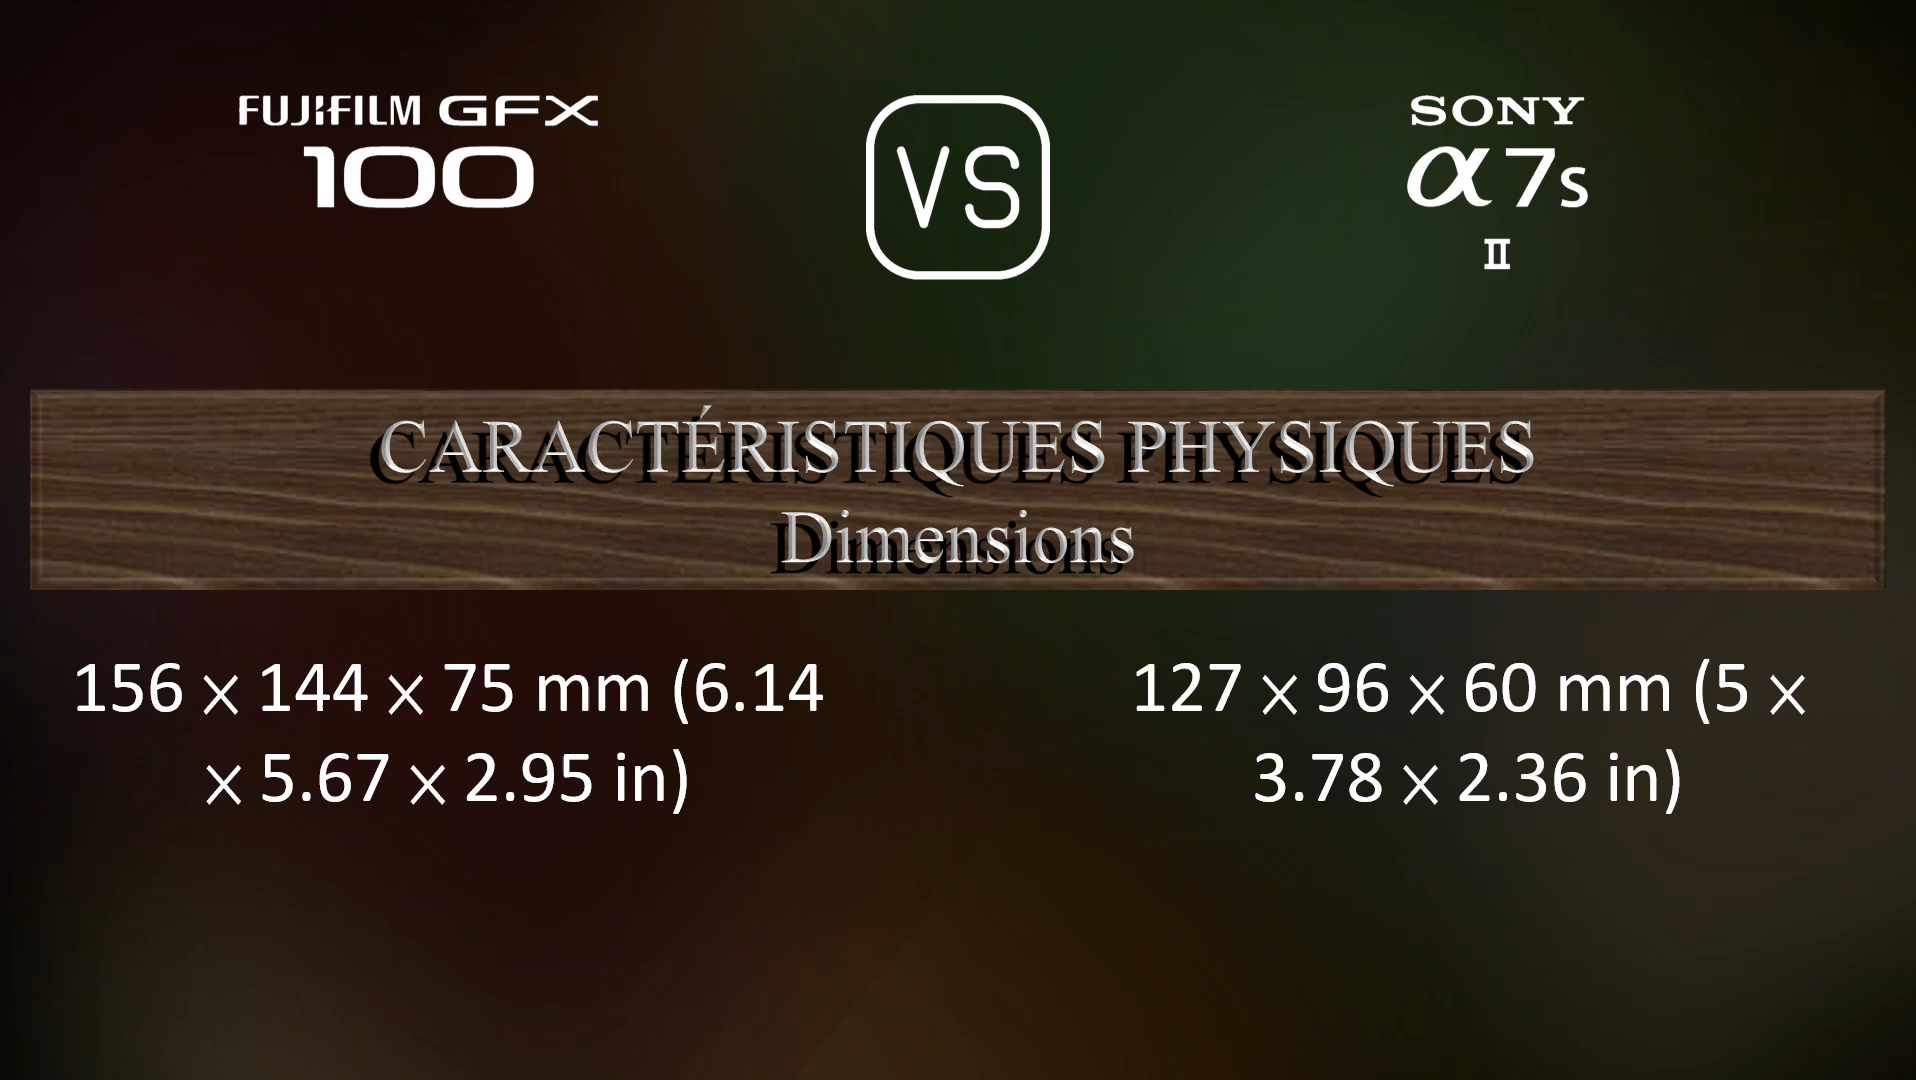 FUJIFILM GFX
100
VS
SONY
α7s
II
CARACTÉRISTIQUES PHYSIQUES
Dimensions
156 x 144 x 75 mm (6.14
x 5.67 x 2.95 in)
127 x 96 x 60 mm (5 x
3.78 x 2.36 in)